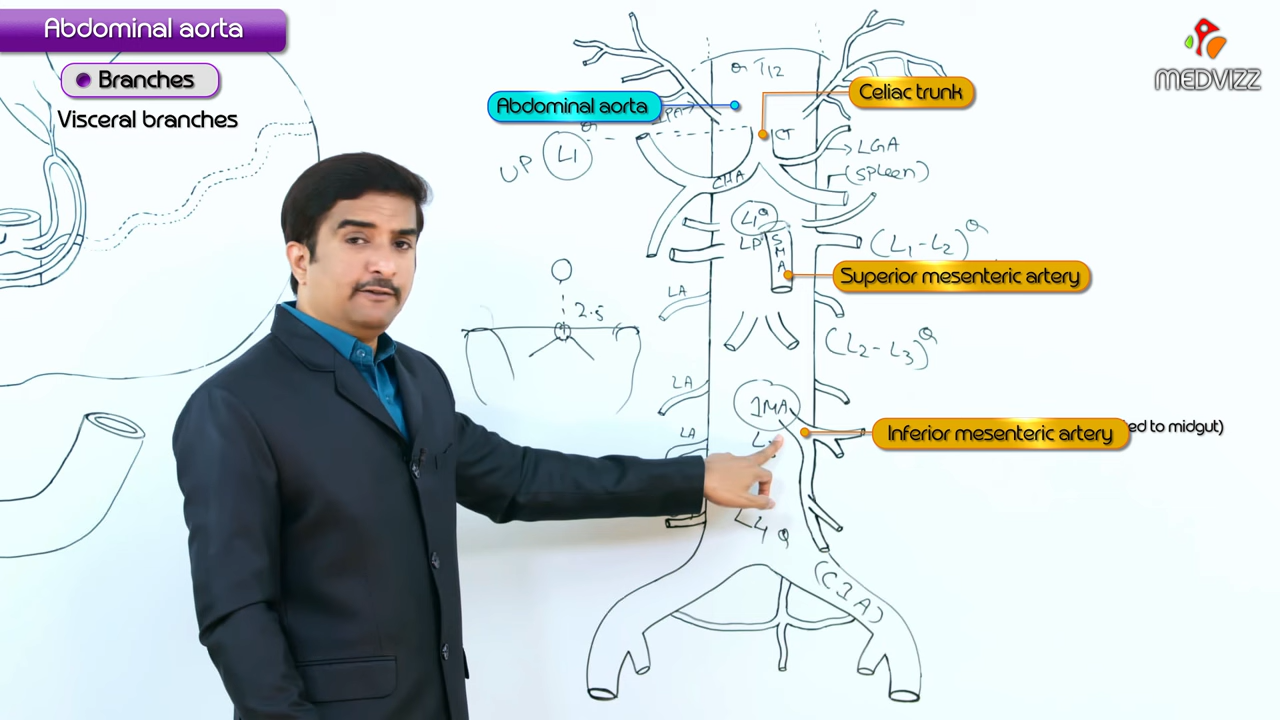 Abdominal aorta
Branches
Visceral branches
MEDVIZZ
T12
Abdominal aorta
Celiac trunk
IPA
CT
UP L1
LGA
CHA
(spleen)
L1
LP
SMA
(L1-L2)
Superior mesenteric artery
LA
2.5
(L2-L3)
LA
IMA
Inferior mesenteric artery
ed to midgut)
LA
L4
(CIA)